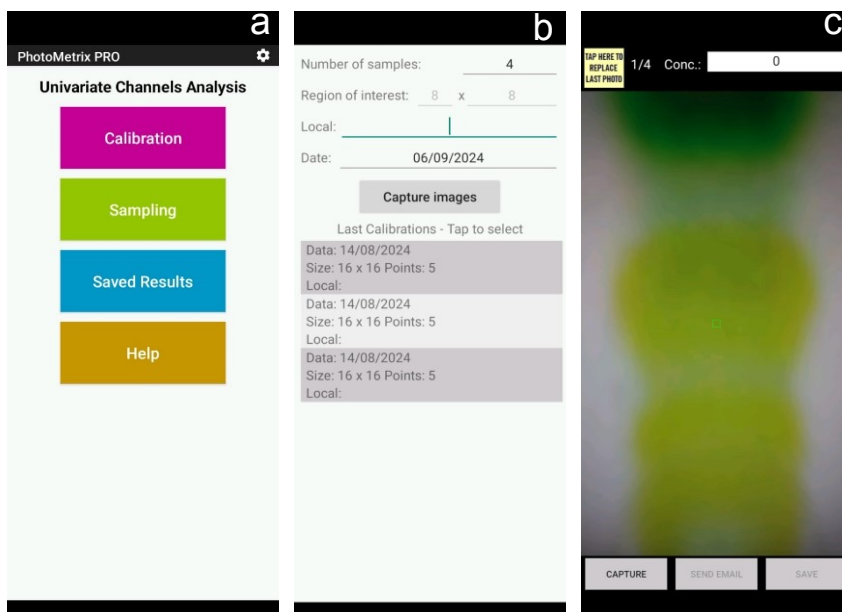 a
PhotoMetrix PRO
Univariate Channels Analysis
Calibration
Sampling
Saved Results
Help
b
Number of samples: 4
Region of interest: 8 x 8
Local:
Date: 06/09/2024
Capture images
Last Calibrations - Tap to select
Data: 14/08/2024
Size: 16 x 16 Points: 5
Local:
Data: 14/08/2024
Size: 16 x 16 Points: 5
Local:
Data: 14/08/2024
Size: 16 x 16 Points: 5
Local:
c
TAP HERE TO
REPLACE
LAST PHOTO
1/4 Conc.: 0
CAPTURE SEND EMAIL SAVE